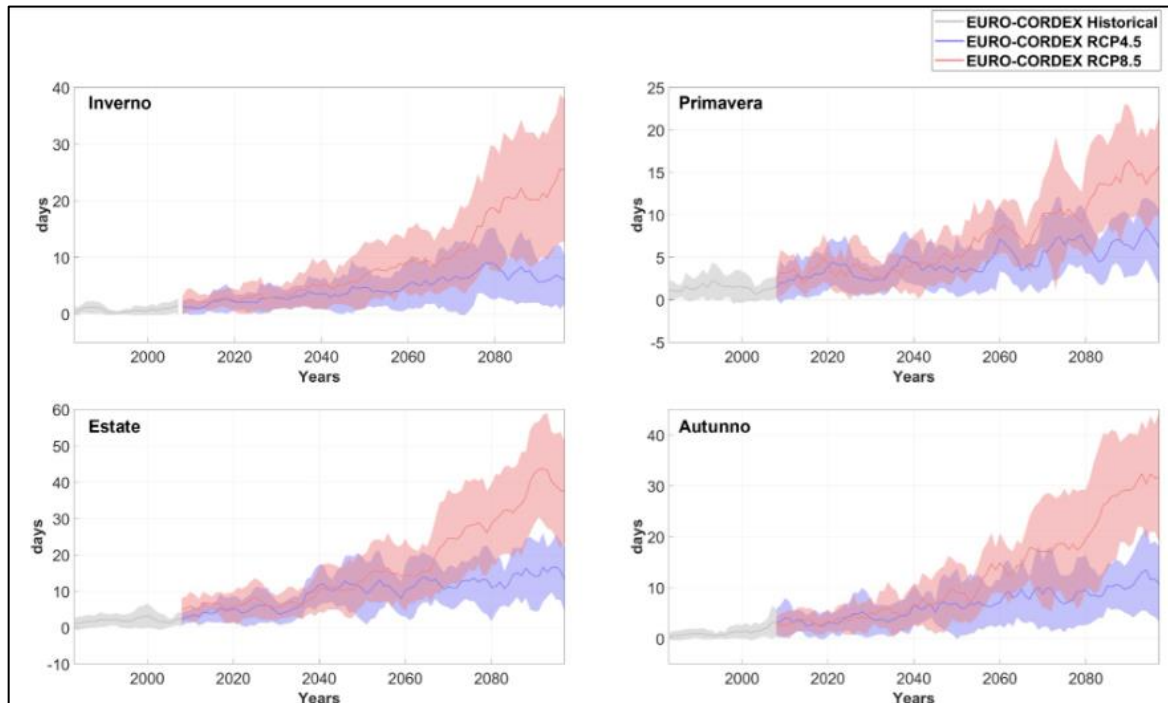 EURO-CORDEX Historical
EURO-CORDEX RCP4.5
EURO-CORDEX RCP8.5
Inverno
40
30
20
10
0
days
2000 2020 2040 2060 2080
Years
Primavera
25
20
15
10
5
0
-5
days
2000 2020 2040 2060 2080
Years
Estate
60
50
40
30
20
10
0
-10
days
2000 2020 2040 2060 2080
Years
Autunno
40
30
20
10
0
days
2000 2020 2040 2060 2080
Years